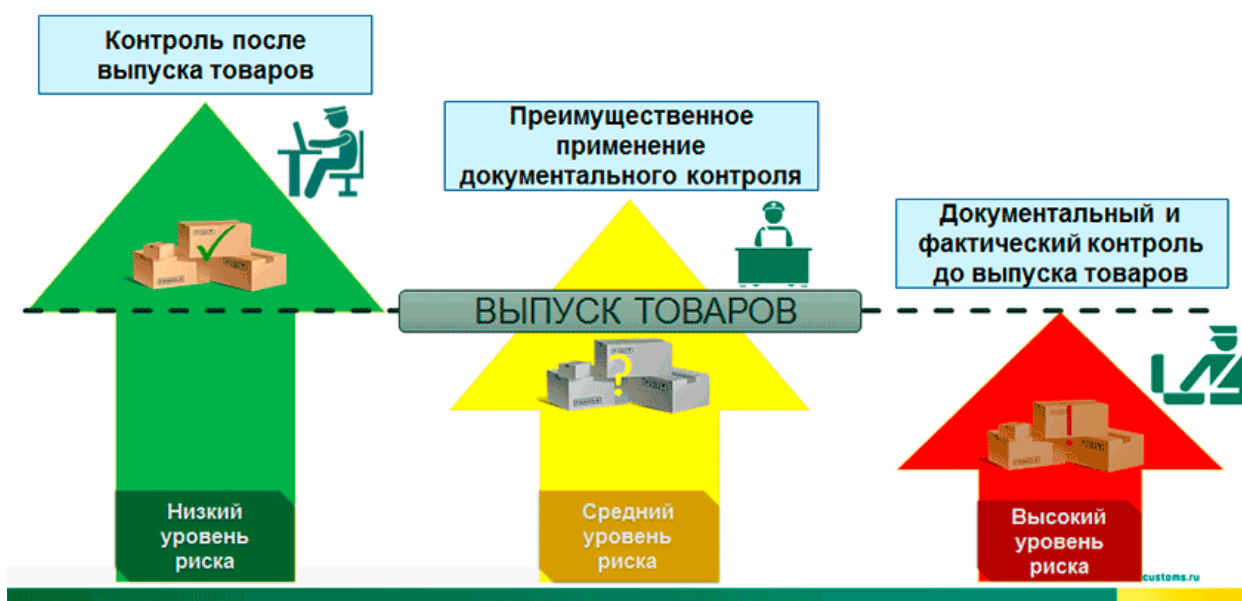 Контроль после
выпуска товаров
Преимущественное
применение
документального контроля
Документальный и
фактический контроль
до выпуска товаров
ВЫПУСК ТОВАРОВ
Низкий
уровень
риска
Средний
уровень
риска
Высокий
уровень
риска
customs.ru